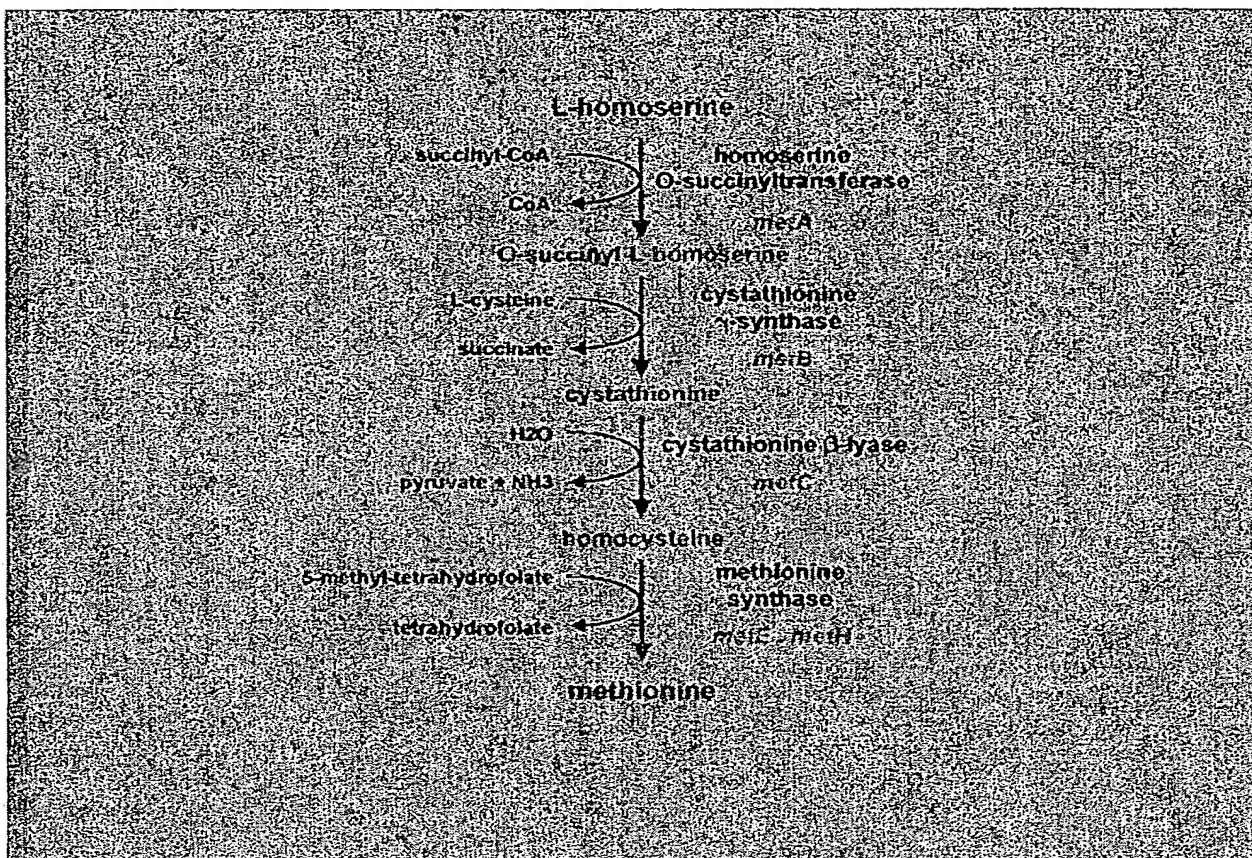 L-homoserine
succinyl-CoA
homoserine
O-succinyltransferase
CoA
metA
O-succinyl-L-homoserine
L-cysteine
cystathionine
γ-synthase
succinate
metB
cystathionine
H2O
cystathionine β-lyase
pyruvate + NH3
metC
homocysteine
5-methyl-tetrahydrofolate
methionine
synthase
tetrahydrofolate
metE metH
methionine